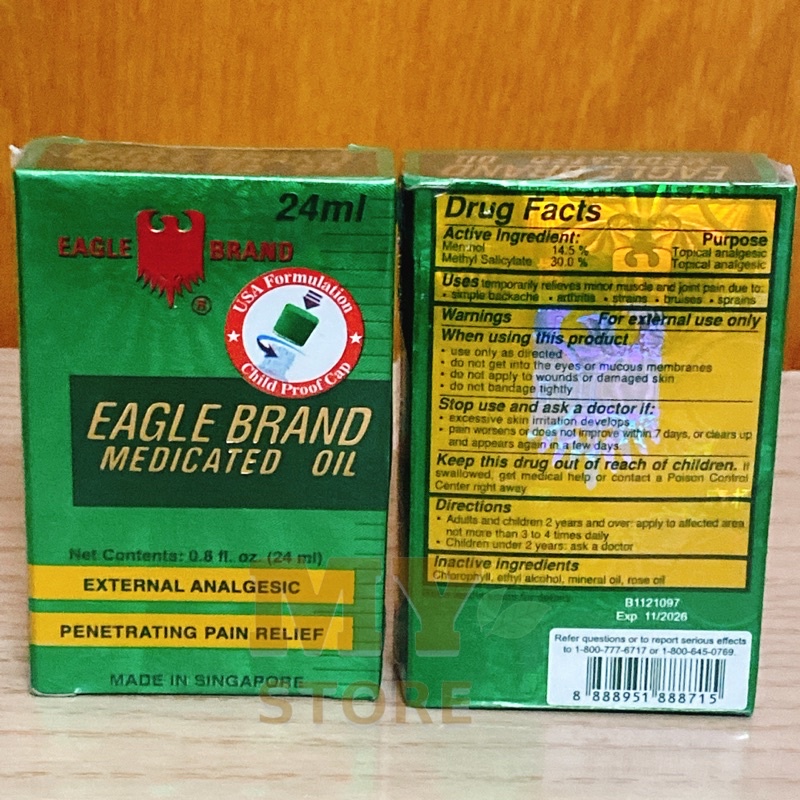 24ml
EAGLE BRAND
®
USA Formulation
Child Proof Cap
EAGLE BRAND
MEDICATED OIL
Net Contents: 0.8 fl. oz. (24 ml)
EXTERNAL ANALGESIC
PENETRATING PAIN RELIEF
MADE IN SINGAPORE
EAGLE BRAND
MEDICATED OIL
Drug Facts
Active Ingredient: Purpose
Menthol 14.5 % Topical analgesic
Methyl Salicylate 30.0 % Topical analgesic
Uses temporarily relieves minor muscle and joint pain due to:
• simple backache • arthritis • strains • bruises • sprains
Warnings For external use only
When using this product
• use only as directed
• do not get into the eyes or mucous membranes
• do not apply to wounds or damaged skin
• do not bandage tightly
Stop use and ask a doctor if:
• excessive skin irritation develops
• pain worsens or does not improve within 7 days, or clears up
and appears again in a few days.
Keep this drug out of reach of children. If
swallowed, get medical help or contact a Poison Control
Center right away
Directions
• Adults and children 2 years and over: apply to affected area
not more than 3 to 4 times daily
• Children under 2 years: ask a doctor
Inactive ingredients
Chlorophyll, ethyl alcohol, mineral oil, rose oil
B1121097
Exp 11/2026
Refer questions or to report serious effects
to 1-800-777-6717 or 1-800-645-0769.
8 888951 888715
MY
STORE